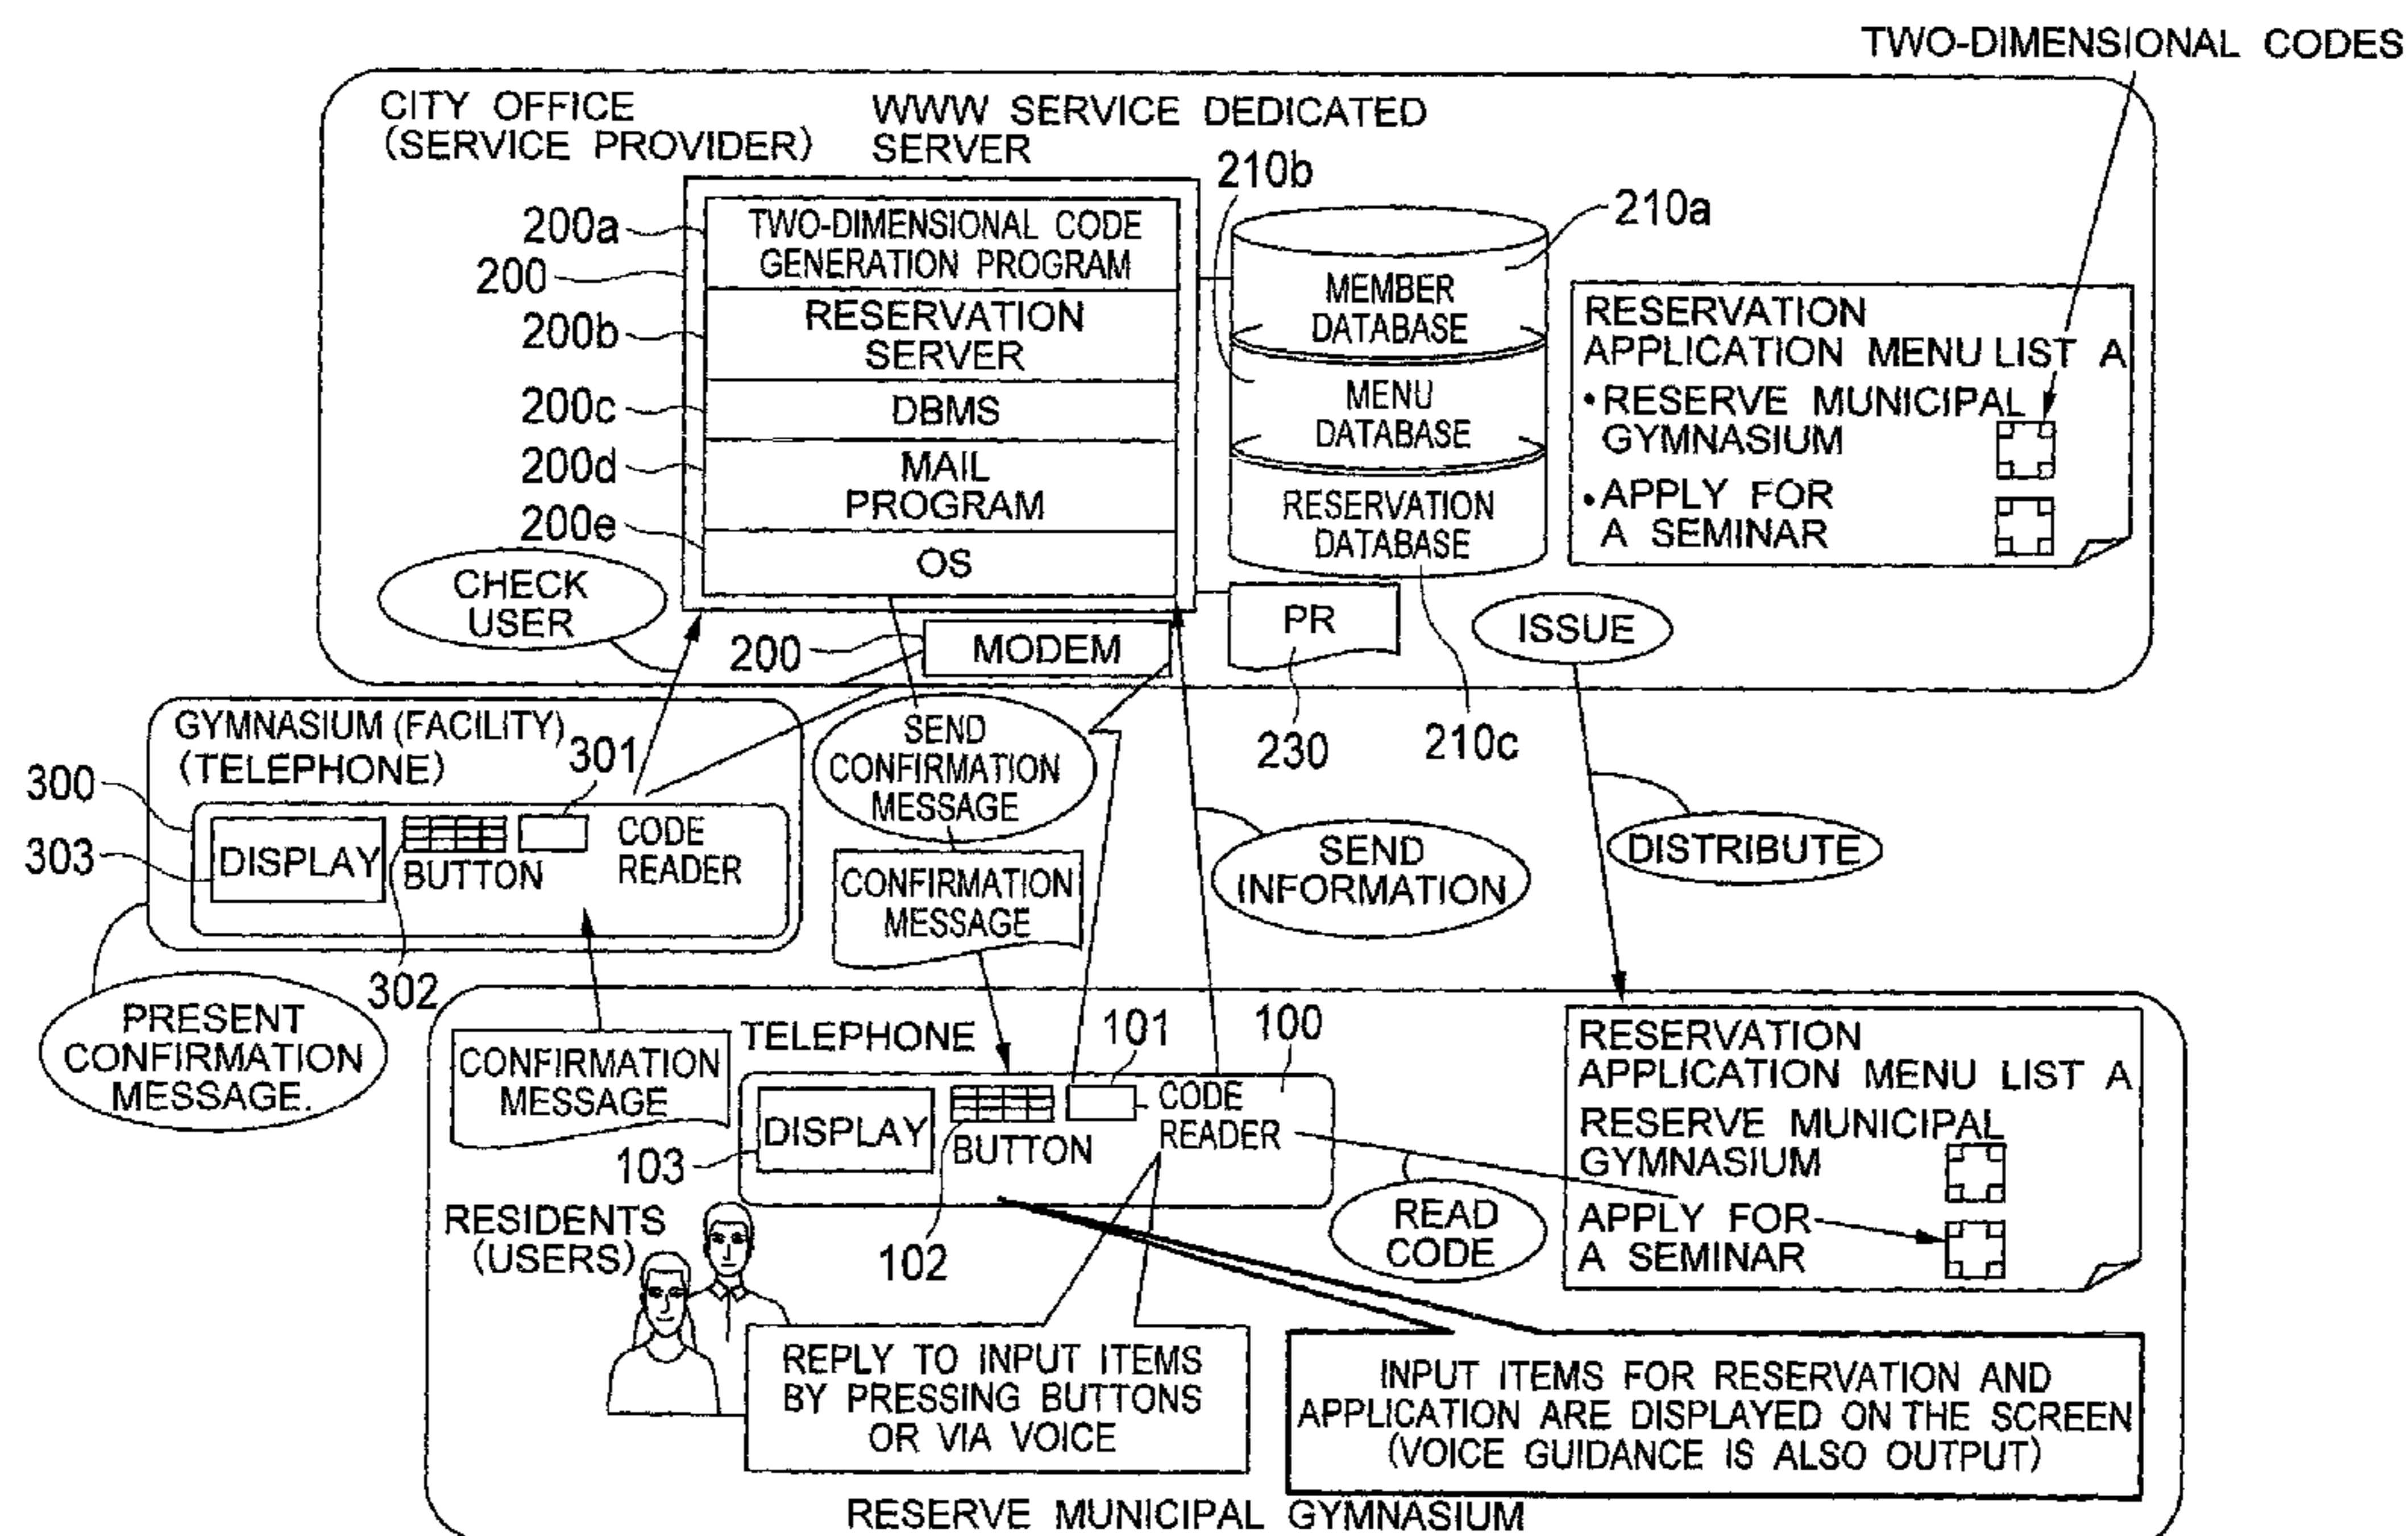 TWO-DIMENSIONAL CODES
CITY OFFICE
(SERVICE PROVIDER)
WWW SERVICE DEDICATED
SERVER
210b
210a
200a
TWO-DIMENSIONAL CODE
GENERATION PROGRAM
200
200b
RESERVATION
SERVER
200c
DBMS
200d
MAIL
PROGRAM
200e
OS
MEMBER
DATABASE
MENU
DATABASE
RESERVATION
DATABASE
RESERVATION
APPLICATION MENU LIST A
•RESERVE MUNICIPAL
GYMNASIUM
•APPLY FOR
A SEMINAR
CHECK
USER
200
MODEM
PR
230
210c
ISSUE
GYMNASIUM (FACILITY)
(TELEPHONE)
301
300
303
DISPLAY
BUTTON
CODE
READER
302
SEND
CONFIRMATION
MESSAGE
CONFIRMATION
MESSAGE
SEND
INFORMATION
DISTRIBUTE
PRESENT
CONFIRMATION
MESSAGE.
CONFIRMATION
MESSAGE
TELEPHONE
101
100
DISPLAY
BUTTON
CODE
READER
103
102
RESIDENTS
(USERS)
READ
CODE
RESERVATION
APPLICATION MENU LIST A
RESERVE MUNICIPAL
GYMNASIUM
APPLY FOR
A SEMINAR
REPLY TO INPUT ITEMS
BY PRESSING BUTTONS
OR VIA VOICE
INPUT ITEMS FOR RESERVATION AND
APPLICATION ARE DISPLAYED ON THE SCREEN
(VOICE GUIDANCE IS ALSO OUTPUT)
RESERVE MUNICIPAL GYMNASIUM